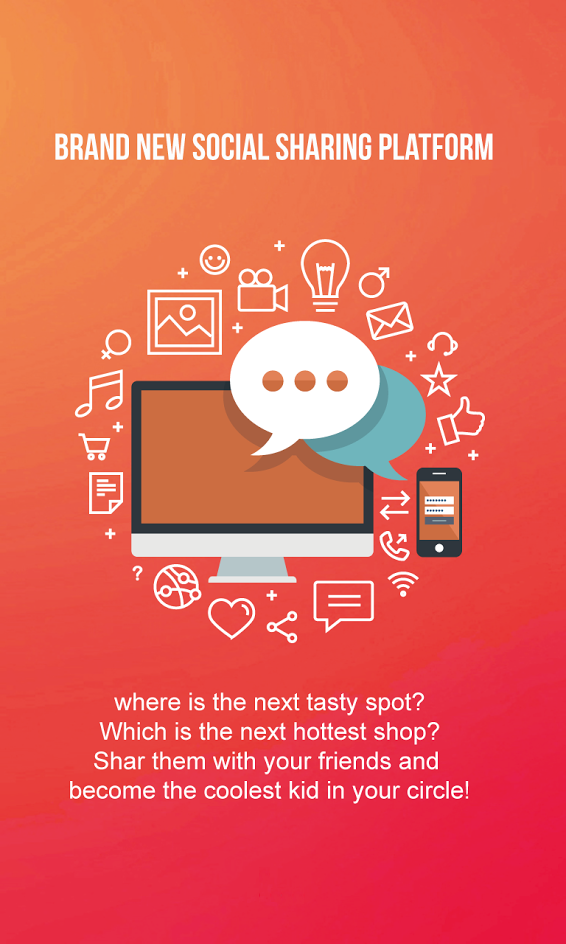 BRAND NEW SOCIAL SHARING PLATFORM
?
where is the next tasty spot?
Which is the next hottest shop?
Shar them with your friends and
become the coolest kid in your circle!